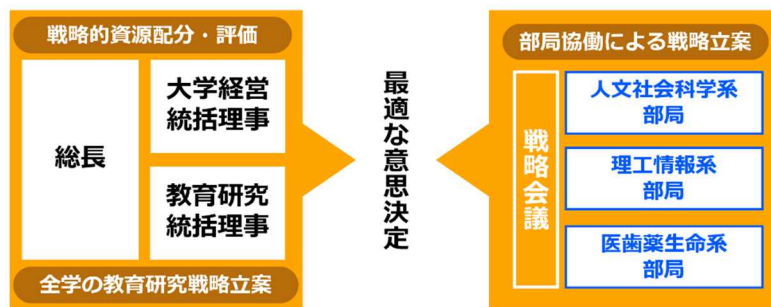 戦略的資源配分・評価
総長
大学経営
統括理事
教育研究
統括理事
全学の教育研究戦略立案
最適な意思決定
部局協働による戦略立案
戦略会議
人文社会科学系
部局
理工情報系
部局
医歯薬生命系
部局